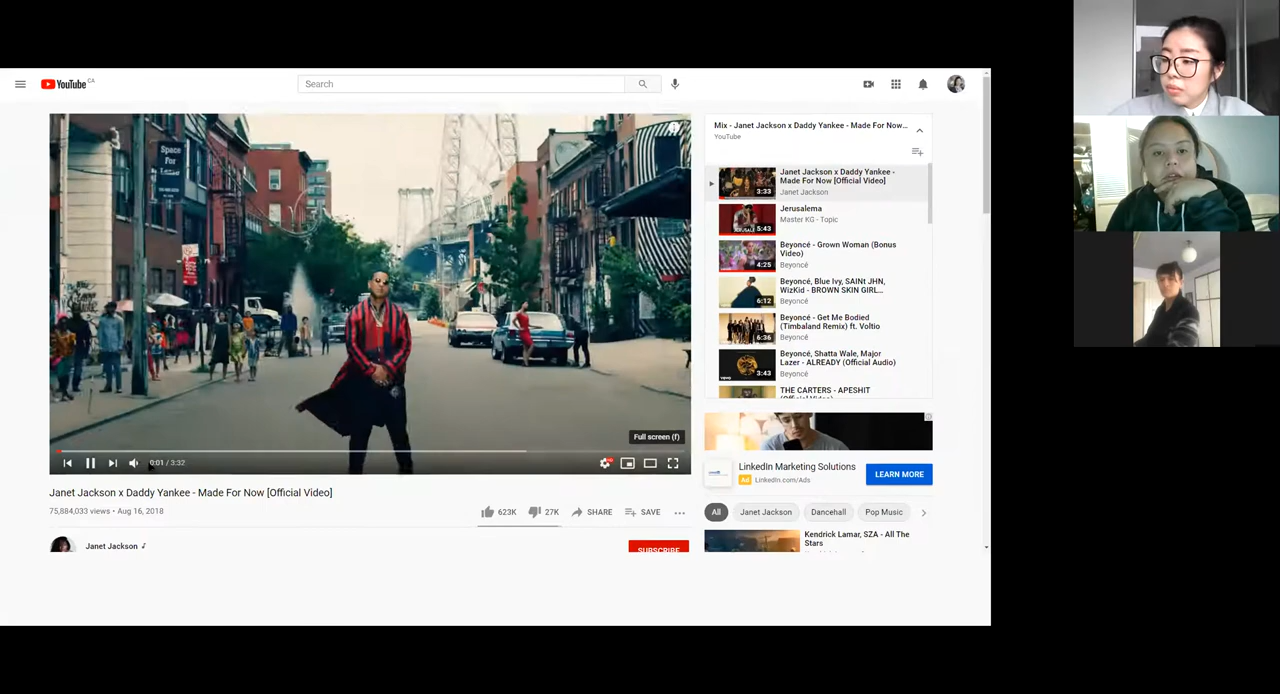 YouTube CA
Search
Space
For
Lease
Full screen (f)
0:01 / 3:32
Janet Jackson x Daddy Yankee - Made For Now [Official Video]
75,884,033 views • Aug 16, 2018
623K
27K
SHARE
SAVE
Janet Jackson
SUBSCRIBE
Mix - Janet Jackson x Daddy Yankee - Made For Now...
YouTube
3:33
Janet Jackson x Daddy Yankee -
Made For Now [Official Video]
Janet Jackson
5:43
Jerusalema
Master KG - Topic
4:25
Beyoncé - Grown Woman (Bonus
Video)
Beyoncé
6:12
Beyoncé, Blue Ivy, SAINt JHN,
WizKid - BROWN SKIN GIRL...
Beyoncé
6:36
Beyoncé - Get Me Bodied
(Timbaland Remix) ft. Voltio
Beyoncé
3:43
Beyoncé, Shatta Wale, Major
Lazer - ALREADY (Official Audio)
Beyoncé
THE CARTERS - APESHIT
(Official Video)
LinkedIn Marketing Solutions
Ad LinkedIn.com/Ads
LEARN MORE
All
Janet Jackson
Dancehall
Pop Music
Kendrick Lamar, SZA - All The
Stars